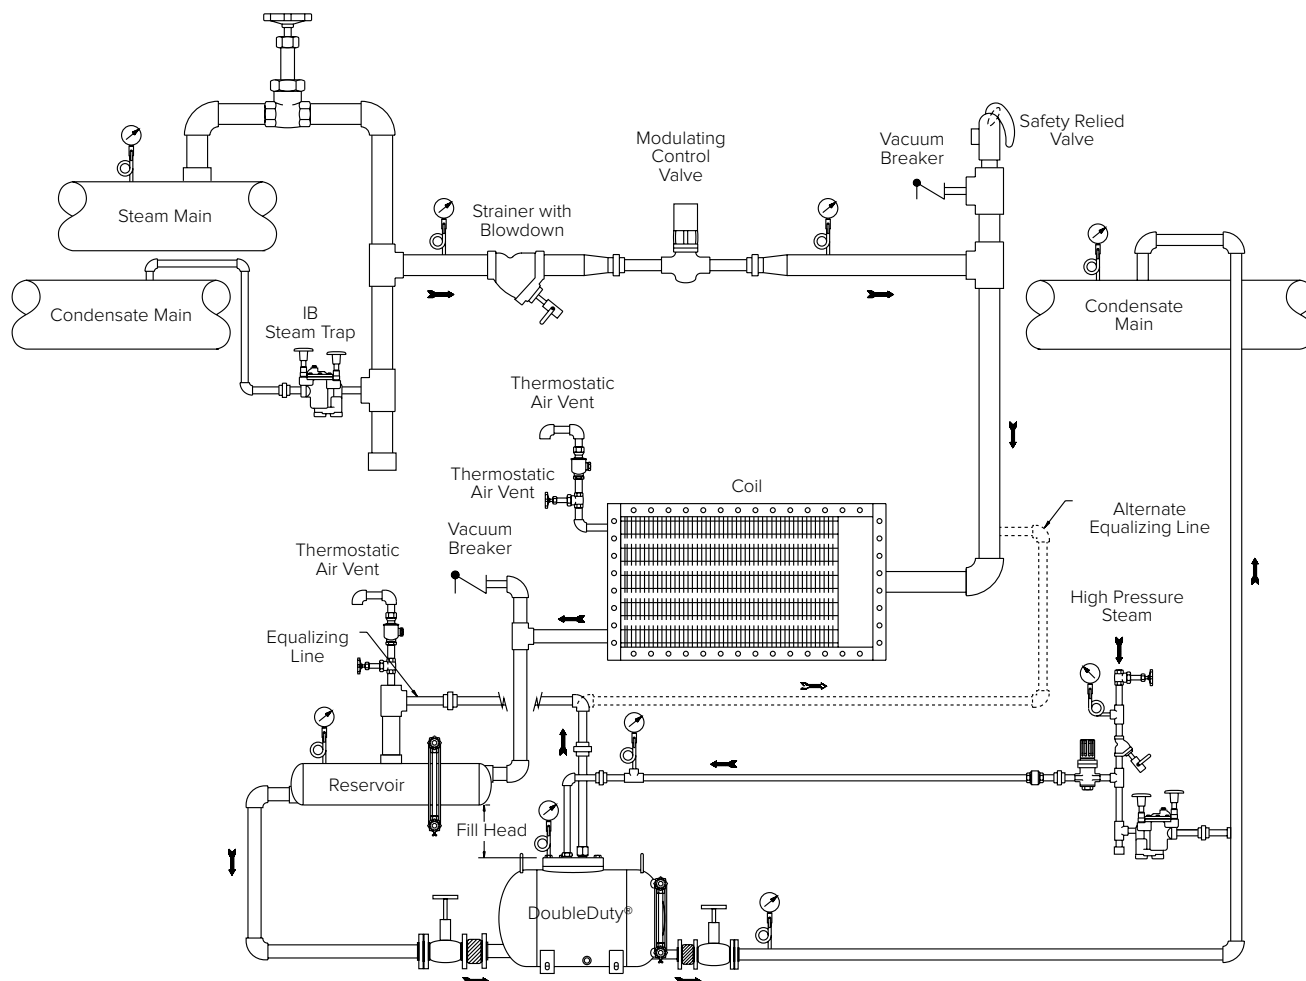 Safety Relied
Valve
Modulating
Control
Valve
Vacuum
Breaker
Steam Main
Strainer with
Blowdown
Condensate Main
IB
Steam Trap
Condensate
Main
Thermostatic
Air Vent
Thermostatic
Air Vent
Coil
Alternate
Equalizing Line
Vacuum
Breaker
Thermostatic
Air Vent
High Pressure
Steam
Equalizing
Line
Reservoir
Fill Head
DoubleDuty®